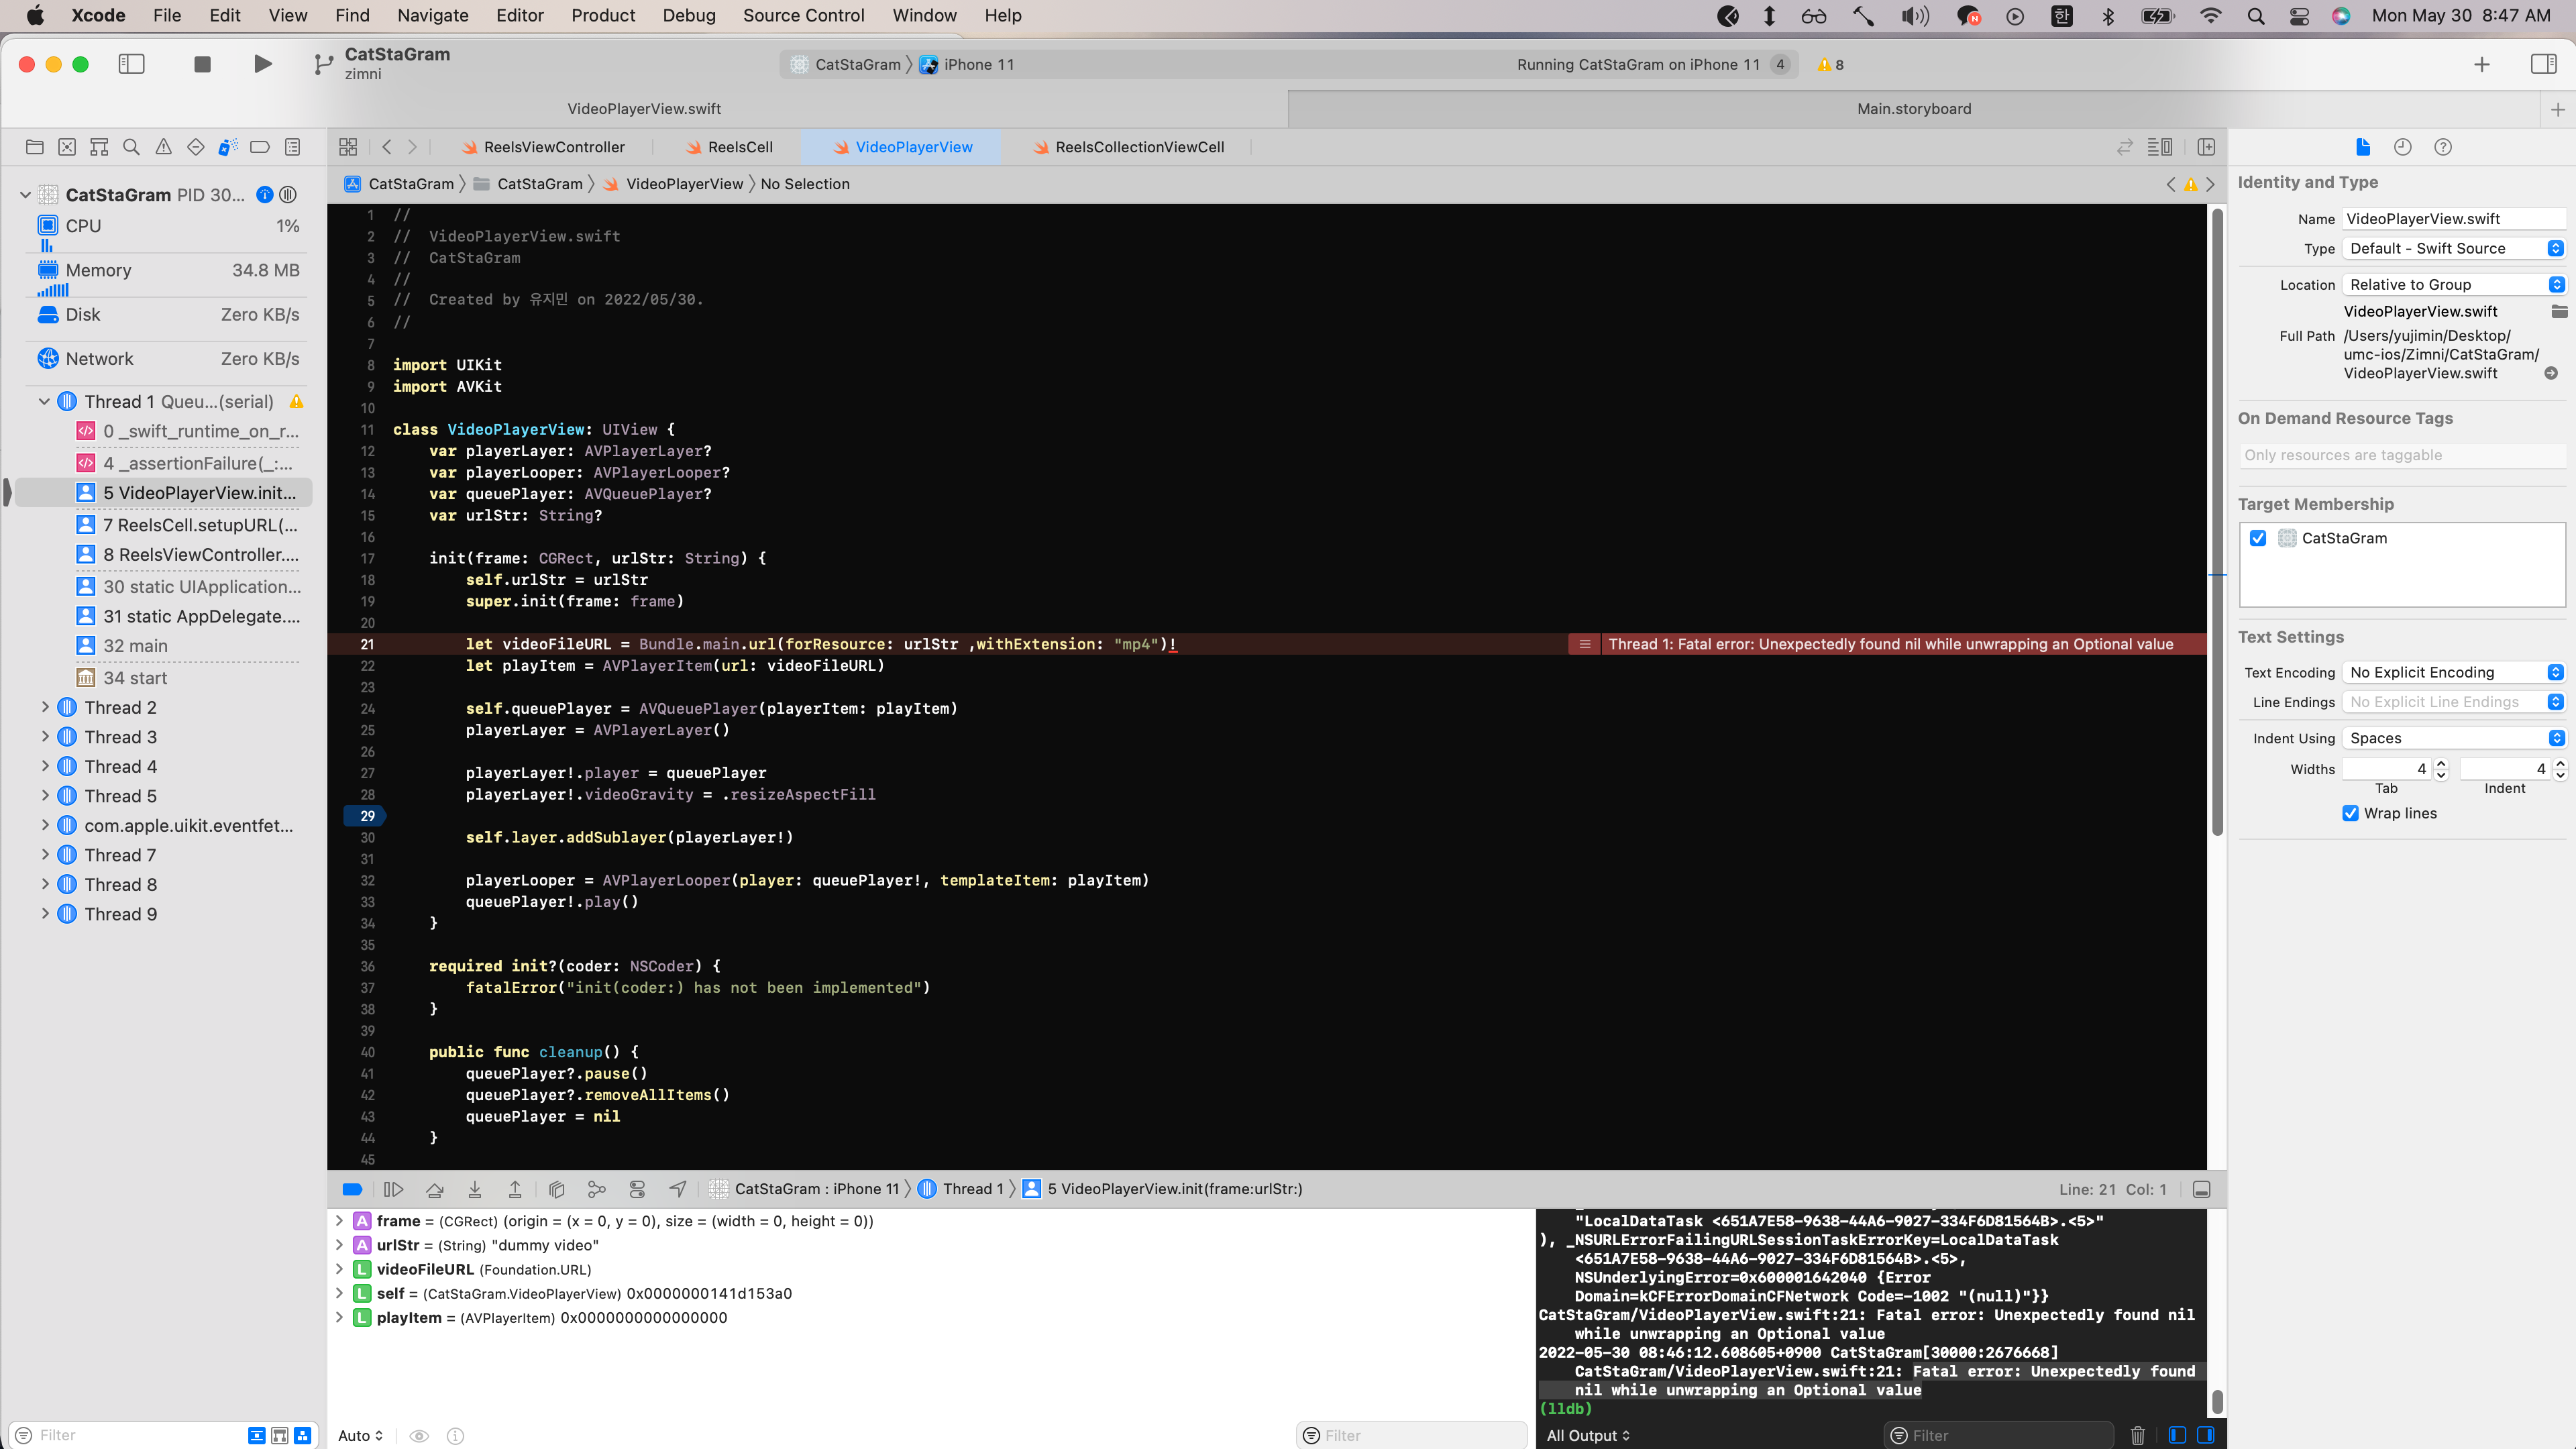 Xcode File Edit View Find Navigate Editor Product Debug Source Control Window Help 한 Mon May 30 8:47 AM
CatStaGram
zimni
CatStaGram 〉 iPhone 11
Running CatStaGram on iPhone 11 4 8
VideoPlayerView.swift Main.storyboard
ReelsViewController ReelsCell VideoPlayerView ReelsCollectionViewCell
CatStaGram 〉 CatStaGram 〉 VideoPlayerView 〉 No Selection
CatStaGram PID 30...
CPU 1%
Memory 34.8 MB
Disk Zero KB/s
Network Zero KB/s
Thread 1 Queu...(serial)
0 _swift_runtime_on_r...
4 _assertionFailure(_:...
5 VideoPlayerView.init...
7 ReelsCell.setupURL(...
8 ReelsViewController....
30 static UIApplication...
31 static AppDelegate....
32 main
34 start
Thread 2
Thread 3
Thread 4
Thread 5
com.apple.uikit.eventfet...
Thread 7
Thread 8
Thread 9
Filter
1 //
2 //  VideoPlayerView.swift
3 //  CatStaGram
4 //
5 //  Created by 유지민 on 2022/05/30.
6 //
7
8 import UIKit
9 import AVKit
10
11 class VideoPlayerView: UIView {
12     var playerLayer: AVPlayerLayer?
13     var playerLooper: AVPlayerLooper?
14     var queuePlayer: AVQueuePlayer?
15     var urlStr: String?
16
17     init(frame: CGRect, urlStr: String) {
18         self.urlStr = urlStr
19         super.init(frame: frame)
20
21         let videoFileURL = Bundle.main.url(forResource: urlStr ,withExtension: "mp4")! Thread 1: Fatal error: Unexpectedly found nil while unwrapping an Optional value
22         let playItem = AVPlayerItem(url: videoFileURL)
23
24         self.queuePlayer = AVQueuePlayer(playerItem: playItem)
25         playerLayer = AVPlayerLayer()
26
27         playerLayer!.player = queuePlayer
28         playerLayer!.videoGravity = .resizeAspectFill
29
30         self.layer.addSublayer(playerLayer!)
31
32         playerLooper = AVPlayerLooper(player: queuePlayer!, templateItem: playItem)
33         queuePlayer!.play()
34     }
35
36     required init?(coder: NSCoder) {
37         fatalError("init(coder:) has not been implemented")
38     }
39
40     public func cleanup() {
41         queuePlayer?.pause()
42         queuePlayer?.removeAllItems()
43         queuePlayer = nil
44     }
45
CatStaGram : iPhone 11 〉 Thread 1 〉 5 VideoPlayerView.init(frame:urlStr:) Line: 21 Col: 1
A frame = (CGRect) (origin = (x = 0, y = 0), size = (width = 0, height = 0))
A urlStr = (String) "dummy video"
L videoFileURL (Foundation.URL)
L self = (CatStaGram.VideoPlayerView) 0x0000000141d153a0
L playItem = (AVPlayerItem) 0x0000000000000000
Auto Filter
"LocalDataTask <651A7E58-9638-44A6-9027-334F6D81564B>.<5>"
), _NSURLErrorFailingURLSessionTaskErrorKey=LocalDataTask
<651A7E58-9638-44A6-9027-334F6D81564B>.<5>,
NSUnderlyingError=0x600001642040 {Error
Domain=kCFErrorDomainCFNetwork Code=-1002 "(null)"}}
CatStaGram/VideoPlayerView.swift:21: Fatal error: Unexpectedly found nil
while unwrapping an Optional value
2022-05-30 08:46:12.608605+0900 CatStaGram[30000:2676668]
CatStaGram/VideoPlayerView.swift:21: Fatal error: Unexpectedly found
nil while unwrapping an Optional value
(lldb)
All Output Filter
Identity and Type
Name VideoPlayerView.swift
Type Default - Swift Source
Location Relative to Group
VideoPlayerView.swift
Full Path /Users/yujimin/Desktop/
umc-ios/Zimni/CatStaGram/
VideoPlayerView.swift
On Demand Resource Tags
Only resources are taggable
Target Membership
CatStaGram
Text Settings
Text Encoding No Explicit Encoding
Line Endings No Explicit Line Endings
Indent Using Spaces
Widths 4 4
Tab Indent
Wrap lines